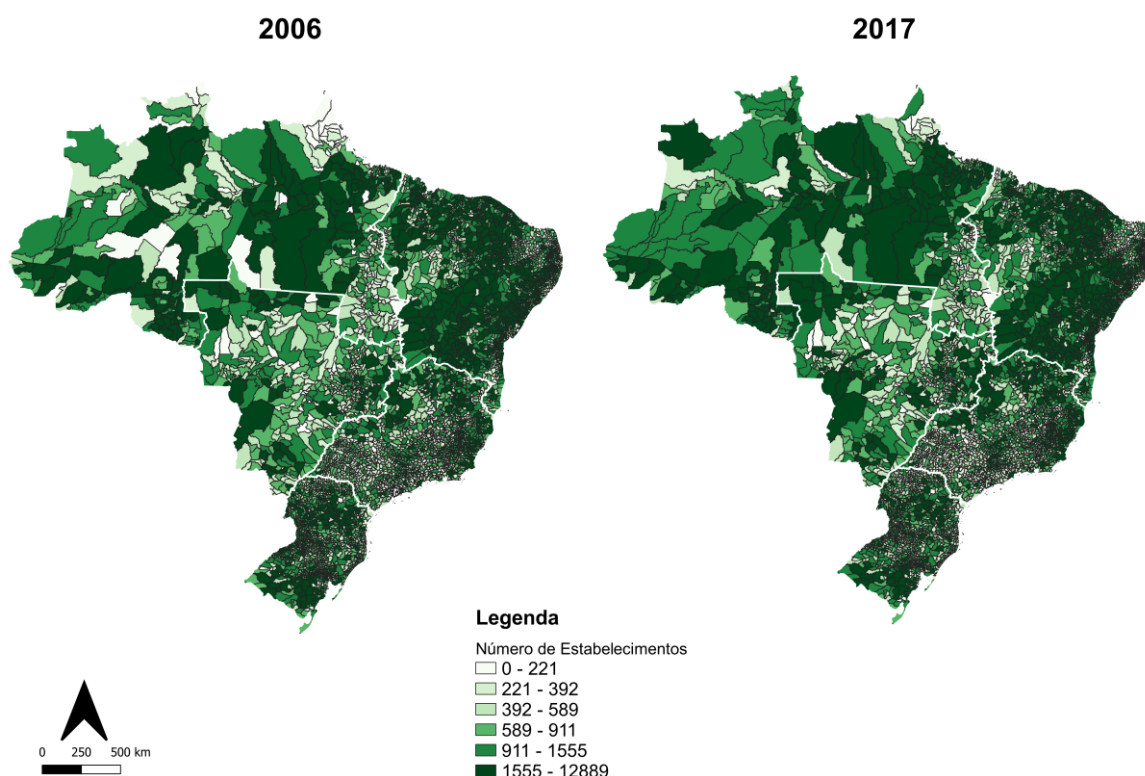 2006
2017
Legenda
Número de Estabelecimentos
0 - 221
221 - 392
392 - 589
589 - 911
911 - 1555
1555 - 12889
0 250 500 km